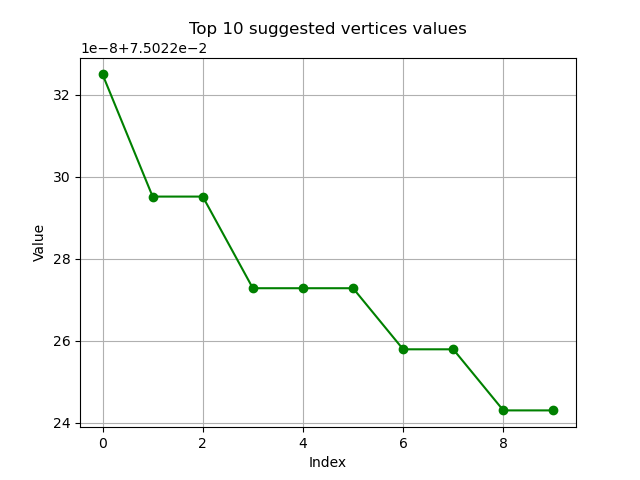 Top 10 suggested vertices values
1e−8+7.5022e−2
32
30
28
26
24
Value
0 2 4 6 8
Index